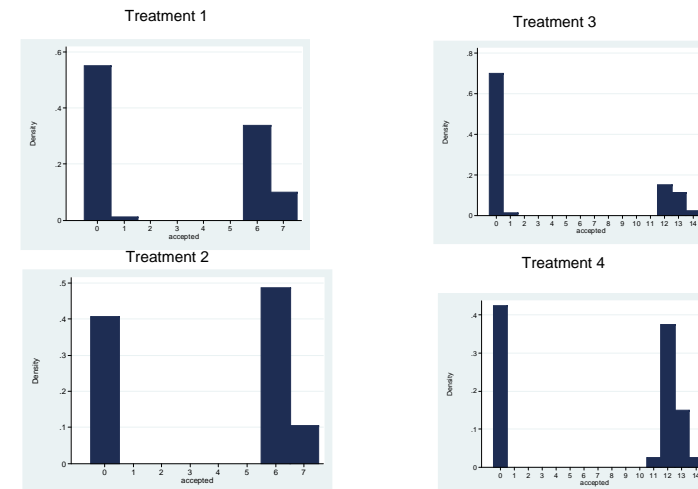 Treatment 1
.6
.4
.2
0
Density
0 1 2 3 4 5 6 7
accepted
Treatment 3
.8
.6
.4
.2
0
Density
0 1 2 3 4 5 6 7 8 9 10 11 12 13 14
accepted
Treatment 2
.5
.4
.3
.2
.1
0
Density
0 1 2 3 4 5 6 7
accepted
Treatment 4
.4
.3
.2
.1
0
Density
0 1 2 3 4 5 6 7 8 9 10 11 12 13 14
accepted